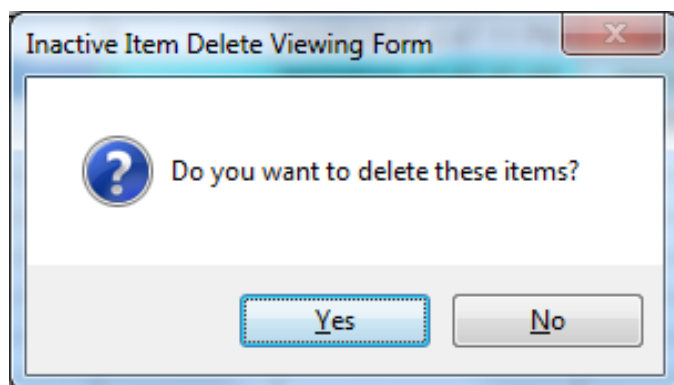 Inactive Item Delete Viewing Form
Do you want to delete these items?
Yes
No